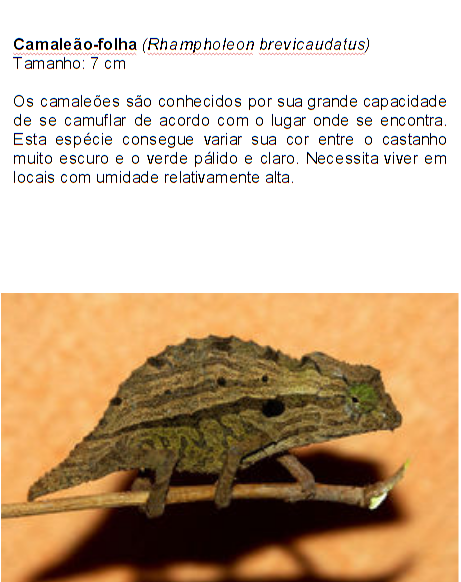 Camaleão-folha (Rhampholeon brevicaudatus)
Tamanho: 7 cm
Os camaleões são conhecidos por sua grande capacidade
de se camuflar de acordo com o lugar onde se encontra.
Esta espécie consegue variar sua cor entre o castanho
muito escuro e o verde pálido e claro. Necessita viver em
locais com umidade relativamente alta.